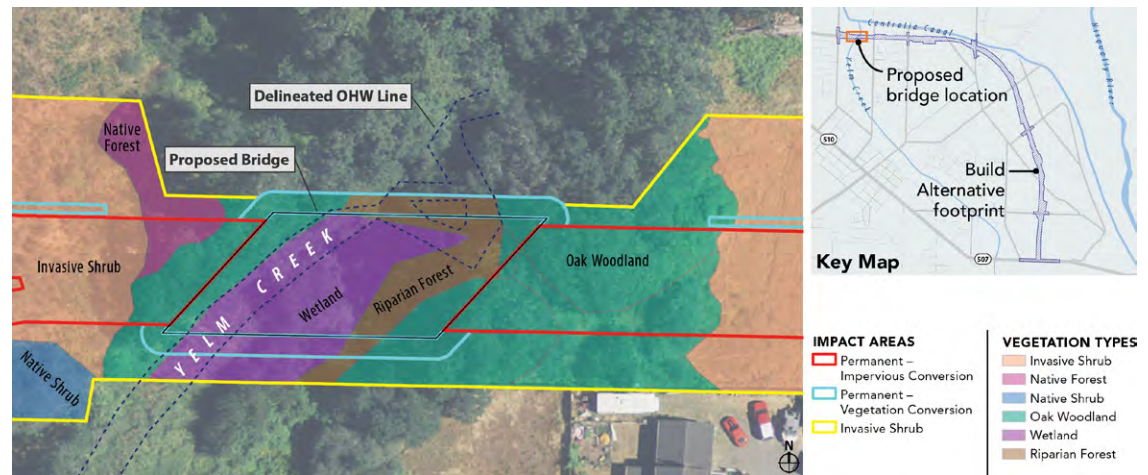 Delineated OHW Line
Native
Forest
Proposed Bridge
Invasive Shrub
YELM CREEK
Wetland
Riparian Forest
Oak Woodland
Native Shrub
N
Centralia Canal
Yelm Creek
Nisqually River
Proposed
bridge location
510
Build
Alternative
footprint
507
Key Map
IMPACT AREAS
Permanent –
Impervious Conversion
Permanent –
Vegetation Conversion
Invasive Shrub
VEGETATION TYPES
Invasive Shrub
Native Forest
Native Shrub
Oak Woodland
Wetland
Riparian Forest